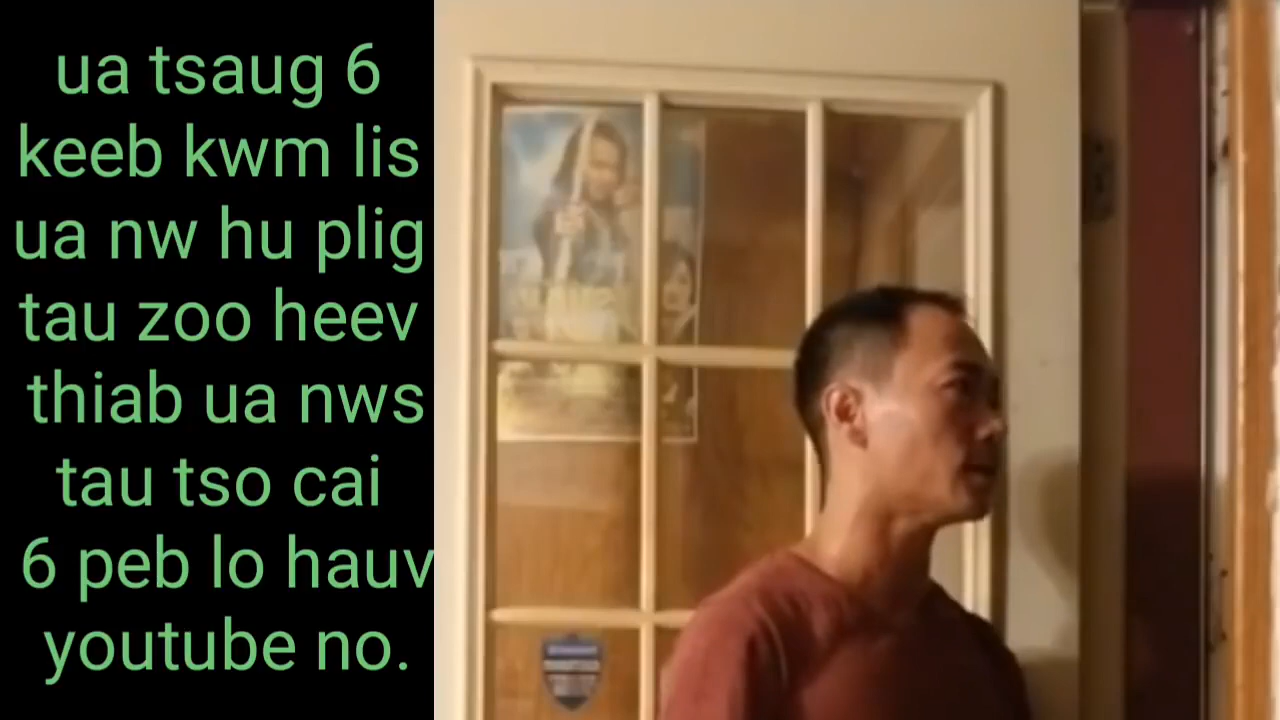 ua tsaug 6
keeb kwm lis
ua nw hu plig
tau zoo heev
thiab ua nws
tau tso cai
6 peb lo hauv
youtube no.